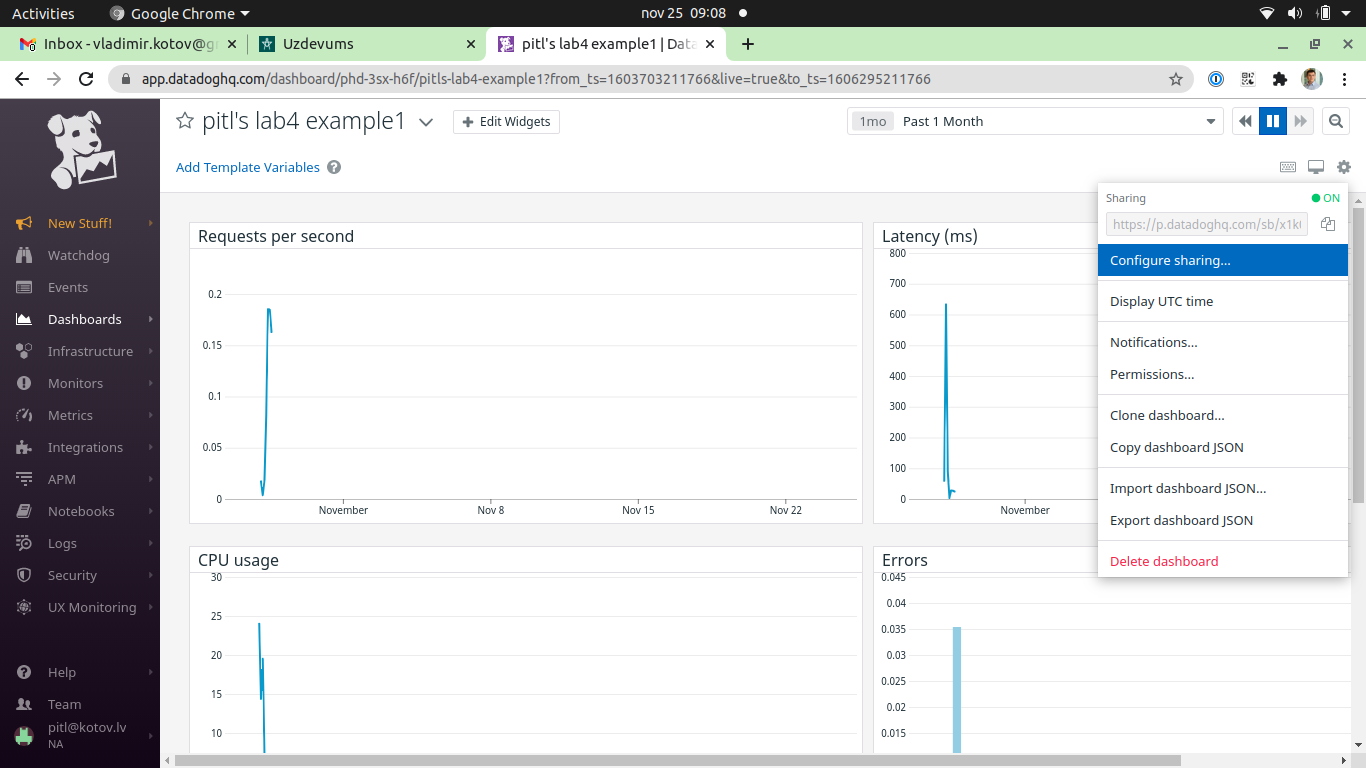 Activities
Google Chrome
nov 25 09:08
Inbox - vladimir.kotov@gr
Uzdevums
pitl's lab4 example1 | Data
app.datadoghq.com/dashboard/phd-3sx-h6f/pitls-lab4-example1?from_ts=1603703211766&live=true&to_ts=1606295211766
pitl's lab4 example1
Edit Widgets
1mo Past 1 Month
Add Template Variables
New Stuff!
Watchdog
Events
Dashboards
Infrastructure
Monitors
Metrics
Integrations
APM
Notebooks
Logs
Security
UX Monitoring
Help
Team
pitl@kotov.lv
NA
Requests per second
0.2
0.15
0.1
0.05
0
November Nov 8 Nov 15 Nov 22
Latency (ms)
800
700
600
500
400
300
200
100
0
November
CPU usage
30
25
20
15
10
Errors
0.045
0.04
0.035
0.03
0.025
0.02
0.015
Sharing ON
https://p.datadoghq.com/sb/x1k
Configure sharing...
Display UTC time
Notifications...
Permissions...
Clone dashboard...
Copy dashboard JSON
Import dashboard JSON...
Export dashboard JSON
Delete dashboard